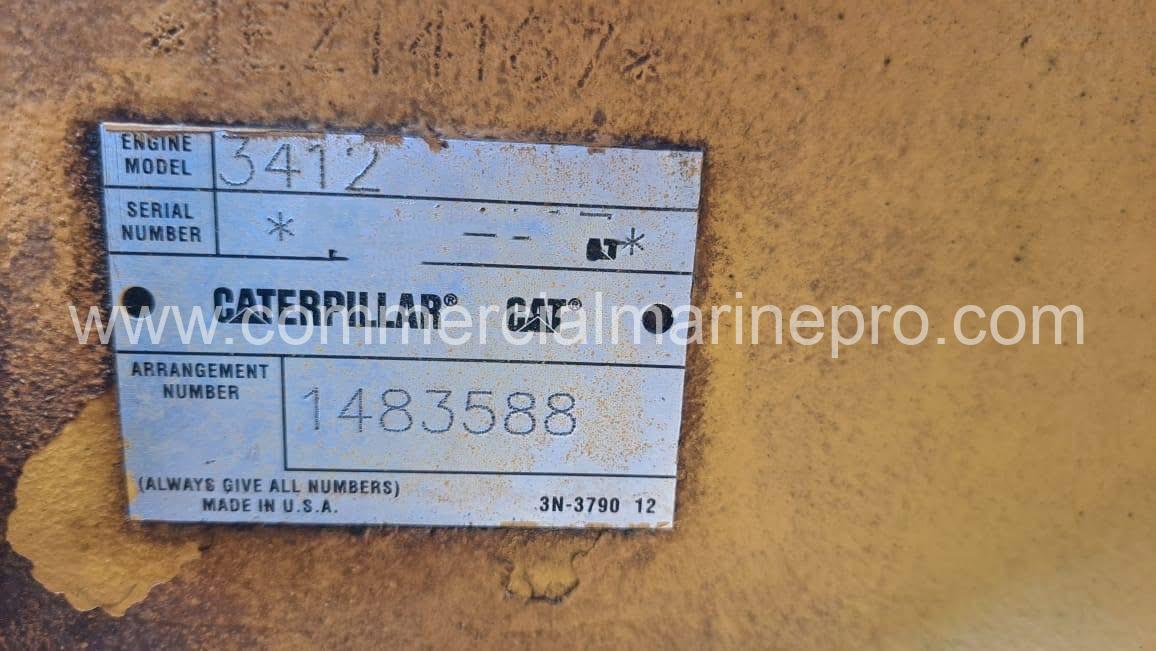 ENGINE MODEL 3412
SERIAL NUMBER * AT*
www.commercialmarinepro.com
CATERPILLAR® CAT®
ARRANGEMENT NUMBER 1483588
(ALWAYS GIVE ALL NUMBERS)
MADE IN U.S.A. 3N-3790 12